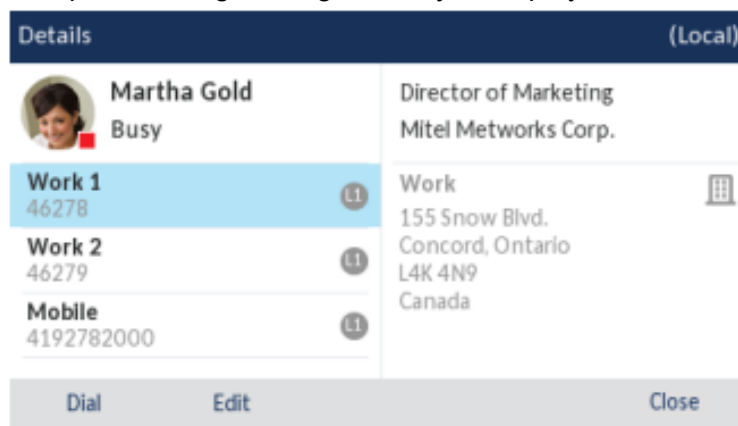 Details
(Local)
Martha Gold
Busy
Director of Marketing
Mitel Metworks Corp.
Work 1
46278
L1
Work 2
46279
L1
Mobile
4192782000
L1
Work
155 Snow Blvd.
Concord, Ontario
L4K 4N9
Canada
Dial
Edit
Close